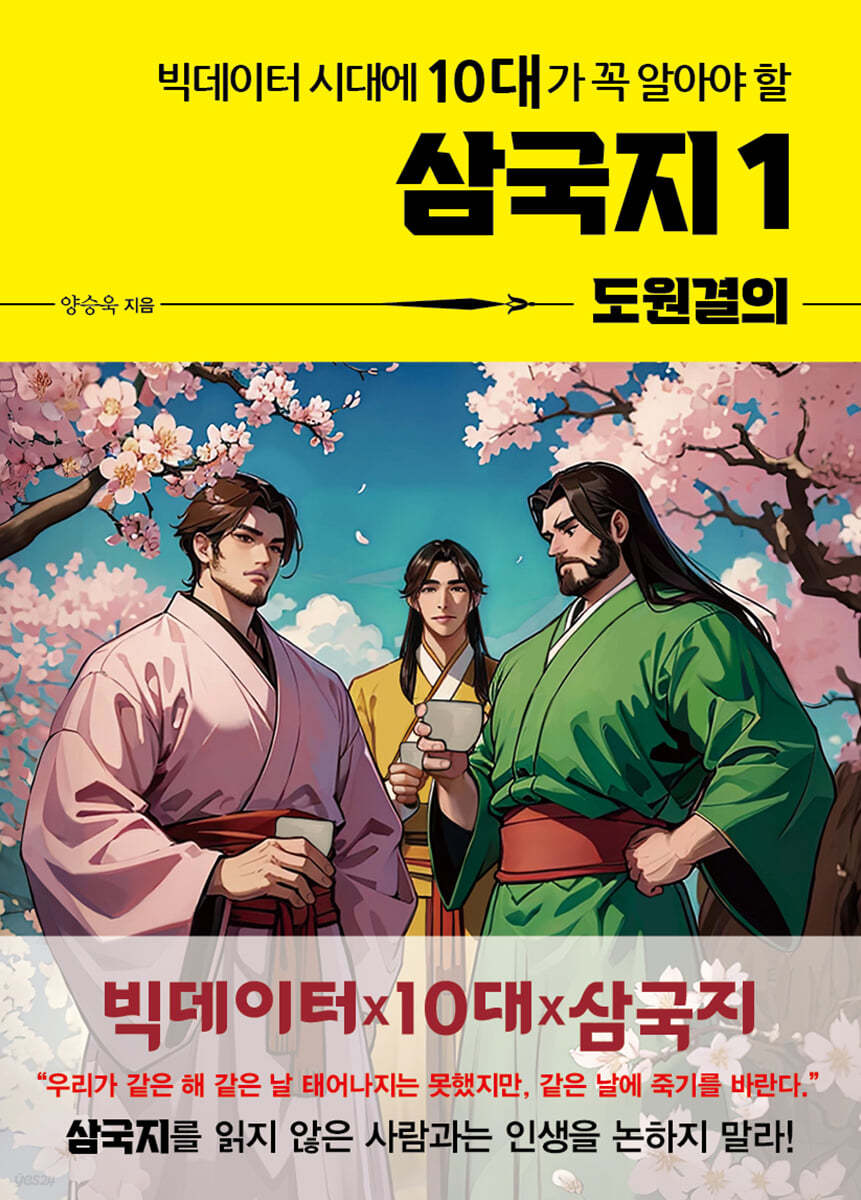 빅데이터 시대에 10대가 꼭 알아야 할
삼국지 1
양승욱 지음
도원결의
빅데이터x10대x삼국지
“우리가 같은 해 같은 날 태어나지는 못했지만, 같은 날에 죽기를 바란다.”
삼국지를 읽지 않은 사람과는 인생을 논하지 말라!
yes24